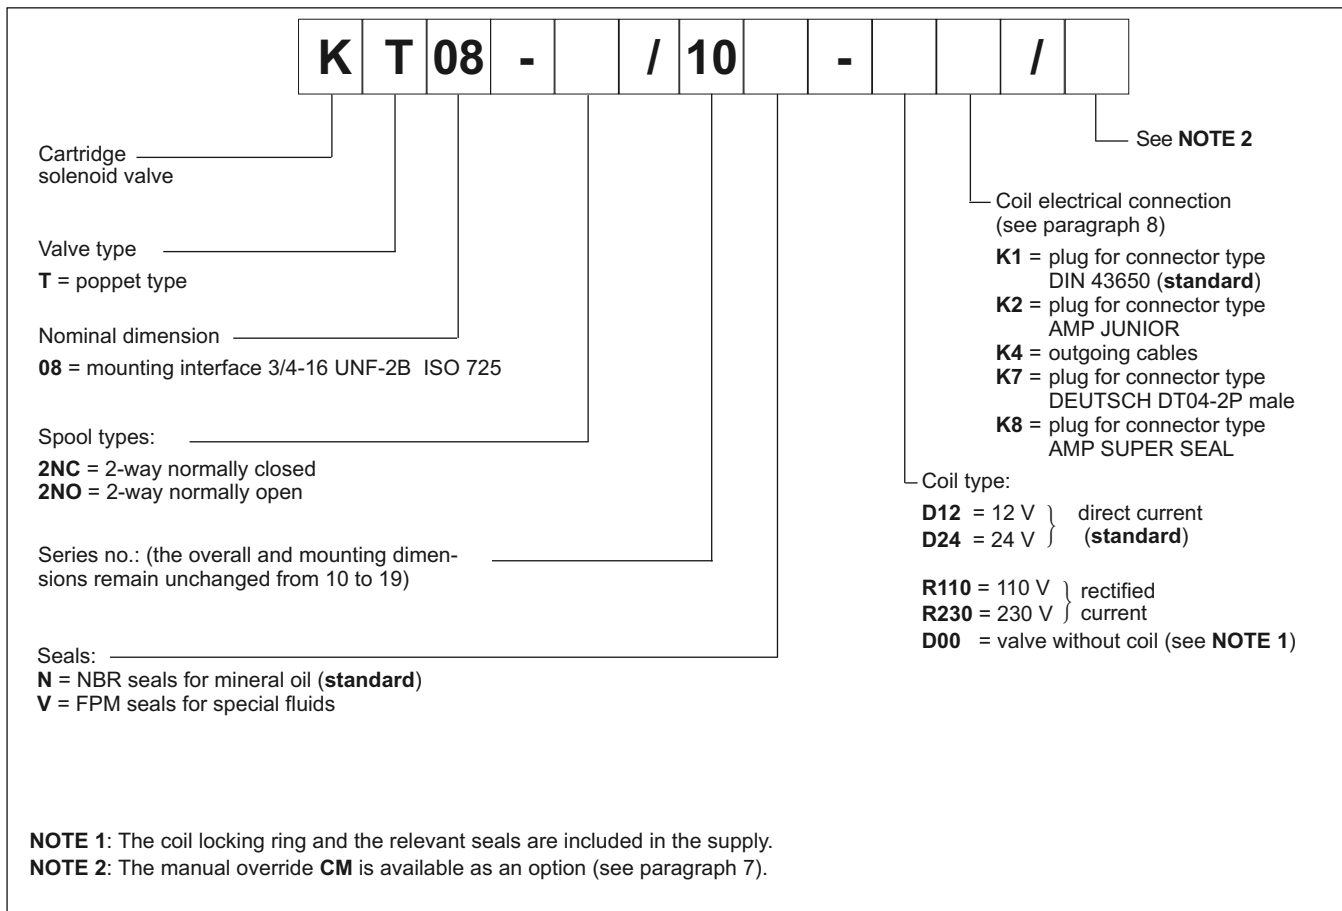 K T 08 - / 10 - /
Cartridge
solenoid valve
Valve type
T = poppet type
Nominal dimension
08 = mounting interface 3/4-16 UNF-2B ISO 725
Spool types:
2NC = 2-way normally closed
2NO = 2-way normally open
Series no.: (the overall and mounting dimen-
sions remain unchanged from 10 to 19)
Seals:
N = NBR seals for mineral oil (standard)
V = FPM seals for special fluids
See NOTE 2
Coil electrical connection
(see paragraph 8)
K1 = plug for connector type
DIN 43650 (standard)
K2 = plug for connector type
AMP JUNIOR
K4 = outgoing cables
K7 = plug for connector type
DEUTSCH DT04-2P male
K8 = plug for connector type
AMP SUPER SEAL
Coil type:
D12 = 12 V direct current
D24 = 24 V (standard)
R110 = 110 V rectified
R230 = 230 V current
D00 = valve without coil (see NOTE 1)
NOTE 1: The coil locking ring and the relevant seals are included in the supply.
NOTE 2: The manual override CM is available as an option (see paragraph 7).